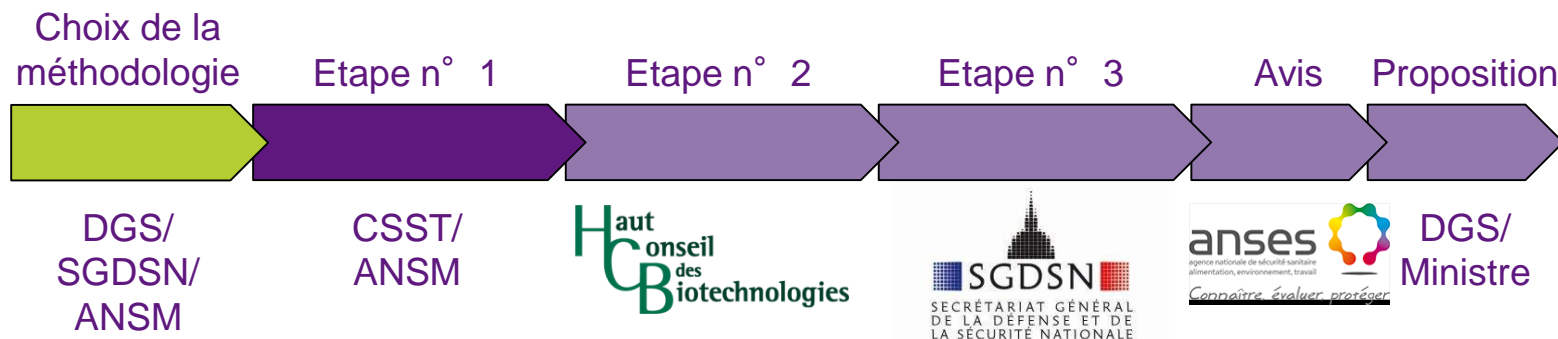 Choix de la
méthodologie
Etape n° 1
Etape n° 2
Etape n° 3
Avis
Proposition
DGS/
SGDSN/
ANSM
CSST/
ANSM
Haut
Conseil
des
Biotechnologies
SGDSN
SECRÉTARIAT GÉNÉRAL
DE LA DÉFENSE ET DE
LA SÉCURITÉ NATIONALE
anses
agence nationale de sécurité sanitaire
alimentation, environnement, travail
Connaître, évaluer, protéger
DGS/
Ministre